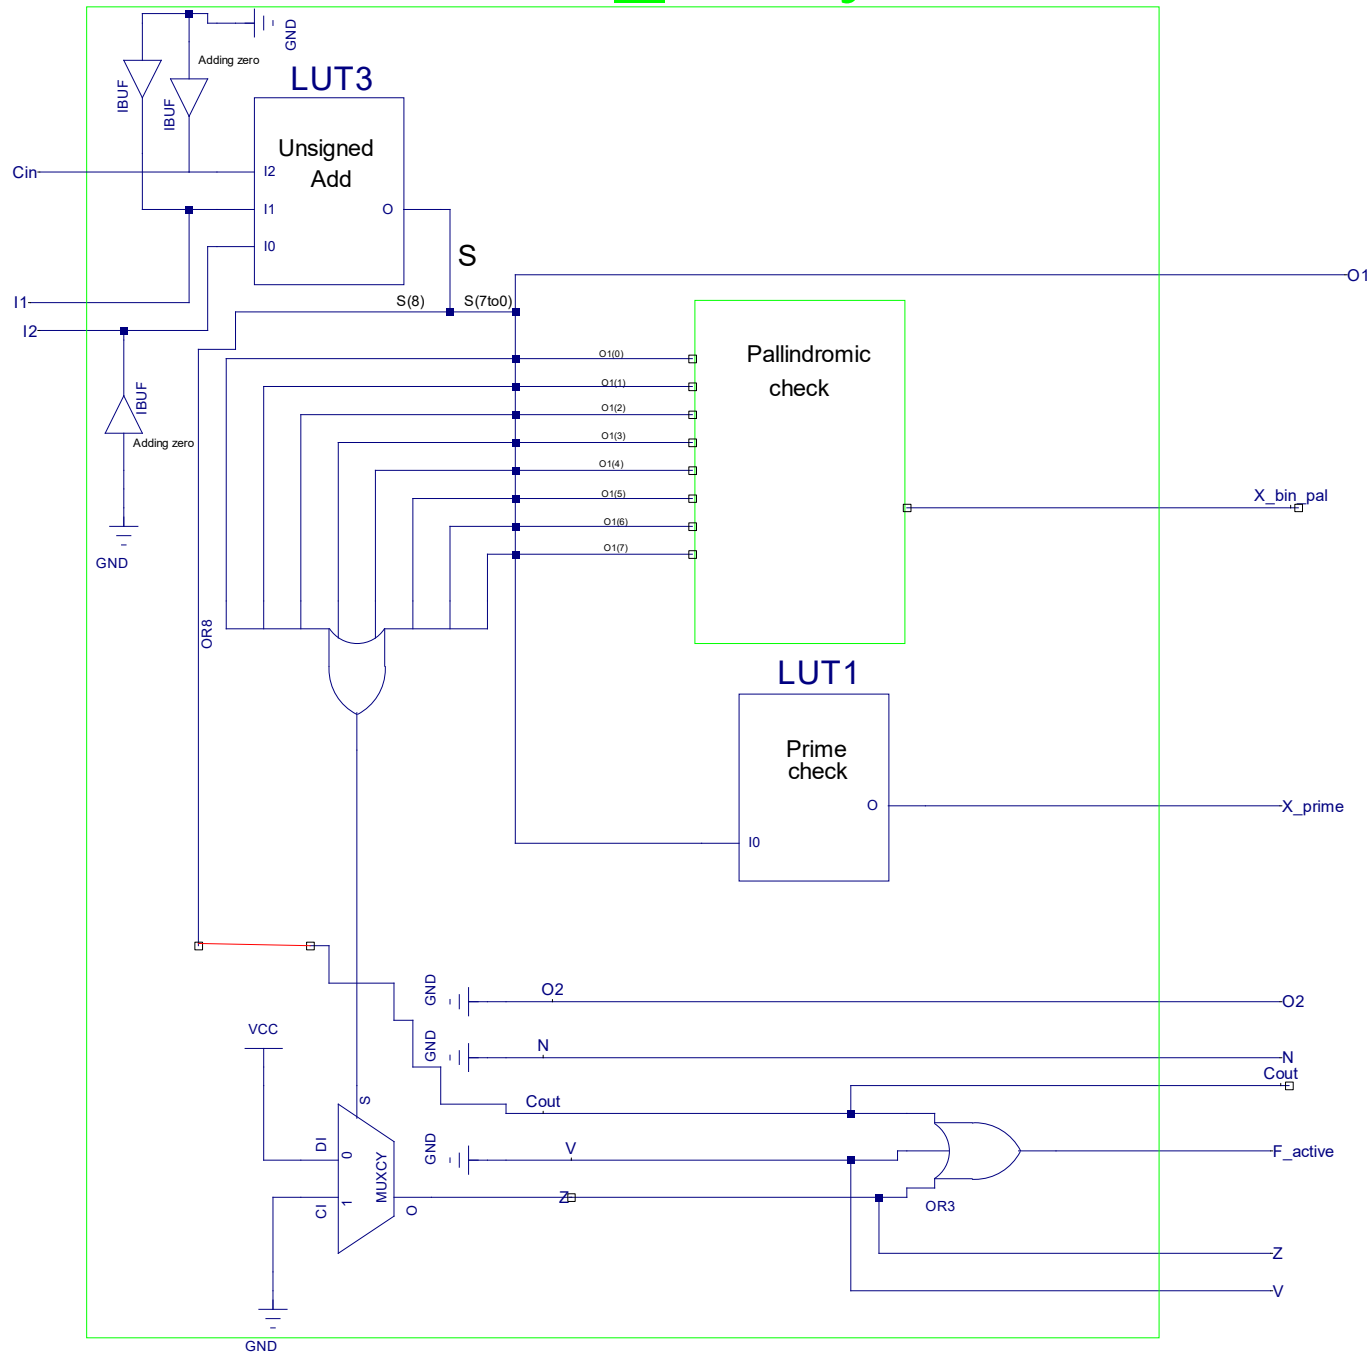 GND
Adding zero
IBUF
IBUF
LUT3
Unsigned
Add
Cin
I2
I1
O
I0
S
O1
I1
S(8)
S(7to0)
I2
O1(0)
Pallindromic
check
O1(1)
IBUF
O1(2)
Adding zero
O1(3)
O1(4)
O1(5)
X_bin_pal
O1(6)
O1(7)
GND
OR8
LUT1
Prime
check
O
X_prime
I0
GND
O2
O2
VCC
GND
N
N
Cout
Cout
S
DI
0
GND
V
F_active
MUXCY
CI
1
O
Z
OR3
Z
V
GND